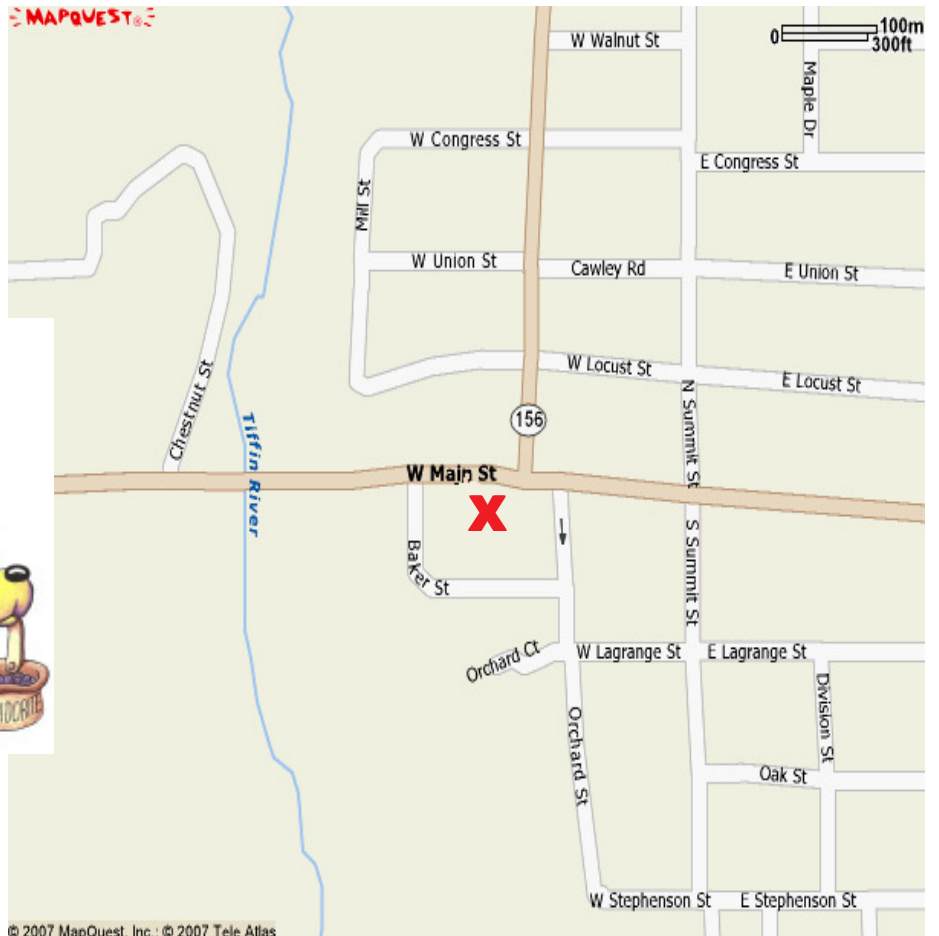 MAPQUEST®
100m
0
300ft
W Walnut St
Maple Dr
W Congress St
E Congress St
Mill St
W Union St
Cawley Rd
E Union St
W Locust St
E Locust St
Chestnut St
N Summit St
156
Tiffin River
W Main St
X
Baker St
S Summit St
Orchard Ct
W Lagrange St
E Lagrange St
Division St
Orchard St
Oak St
W Stephenson St
E Stephenson St
© 2007 MapQuest, Inc.; © 2007 Tele Atlas